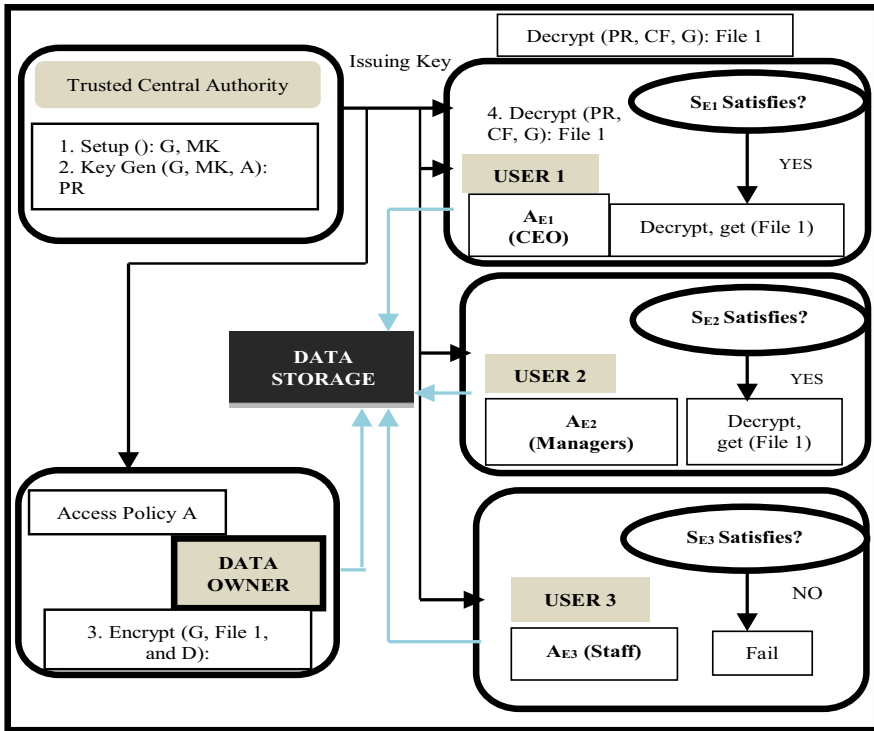 Decrypt (PR, CF, G): File 1
Issuing Key
Trusted Central Authority
1. Setup (): G, MK
2. Key Gen (G, MK, A):
PR
4. Decrypt (PR,
CF, G): File 1
SE1 Satisfies?
YES
USER 1
AE1
(CEO)
Decrypt, get (File 1)
DATA
STORAGE
SE2 Satisfies?
YES
USER 2
AE2
(Managers)
Decrypt,
get (File 1)
Access Policy A
DATA
OWNER
3. Encrypt (G, File 1,
and D):
SE3 Satisfies?
NO
USER 3
AE3 (Staff)
Fail